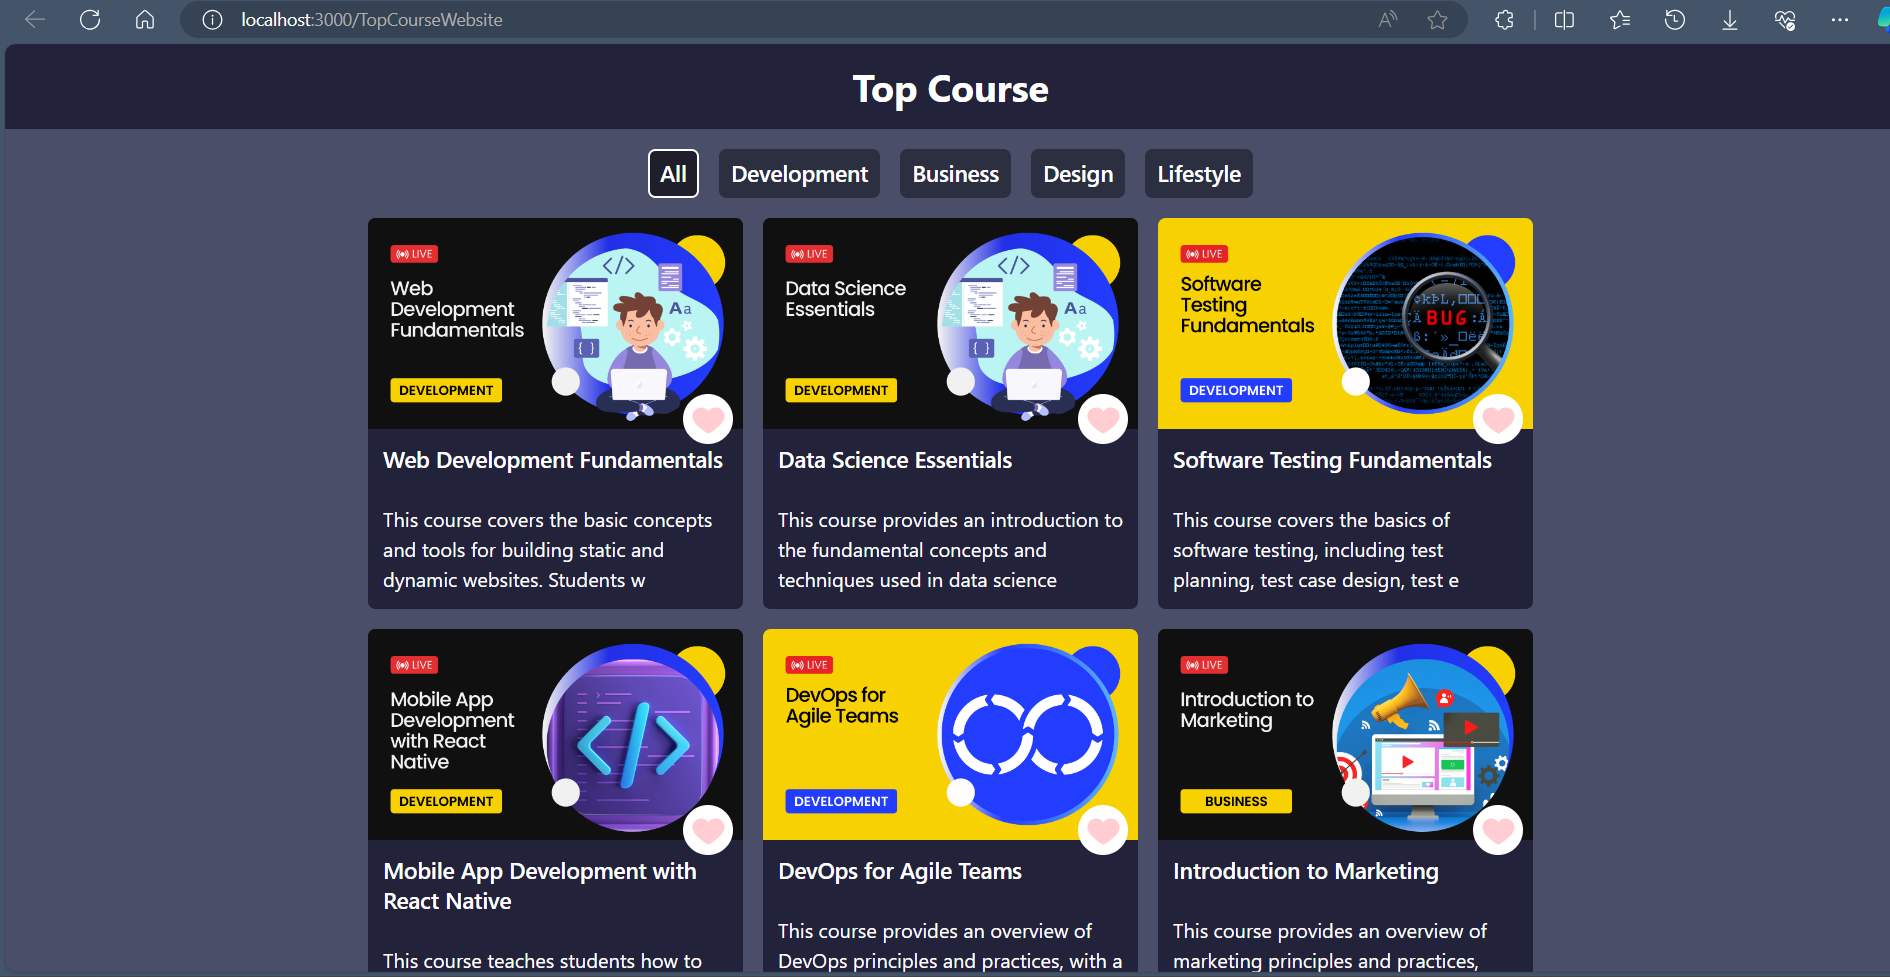 localhost:3000/TopCourseWebsite
Top Course
All Development Business Design Lifestyle
LIVE
Web
Development
Fundamentals
DEVELOPMENT
Web Development Fundamentals
This course covers the basic concepts
and tools for building static and
dynamic websites. Students w
LIVE
Data Science
Essentials
Aa
DEVELOPMENT
Data Science Essentials
This course provides an introduction to
the fundamental concepts and
techniques used in data science
LIVE
Software
Testing
Fundamentals
BUG
DEVELOPMENT
Software Testing Fundamentals
This course covers the basics of
software testing, including test
planning, test case design, test e
LIVE
Mobile App
Development
with React
Native
DEVELOPMENT
Mobile App Development with
React Native
This course teaches students how to
LIVE
DevOps for
Agile Teams
DEVELOPMENT
DevOps for Agile Teams
This course provides an overview of
DevOps principles and practices, with a
LIVE
Introduction to
Marketing
BUSINESS
Introduction to Marketing
This course provides an overview of
marketing principles and practices,